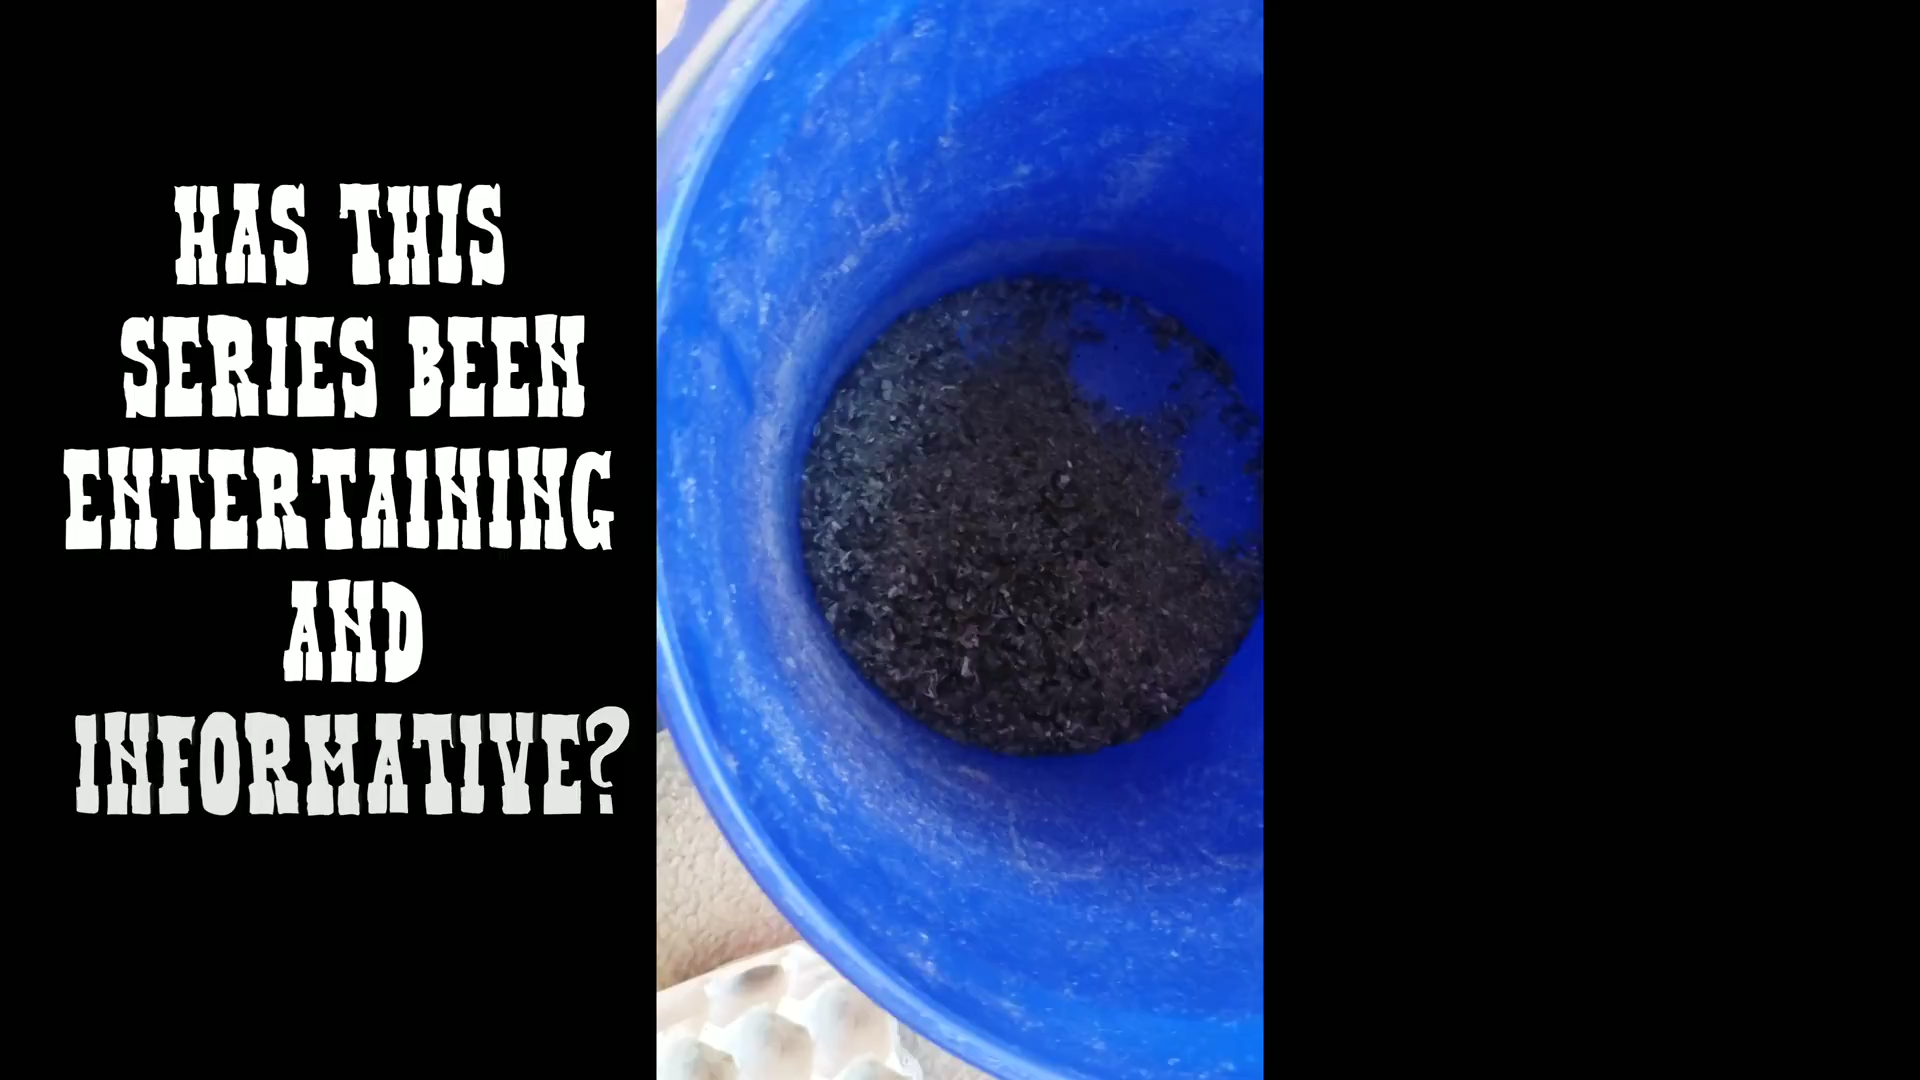 HAS THIS
SERIES BEEN
ENTERTAINING
AND
INFORMATIVE?